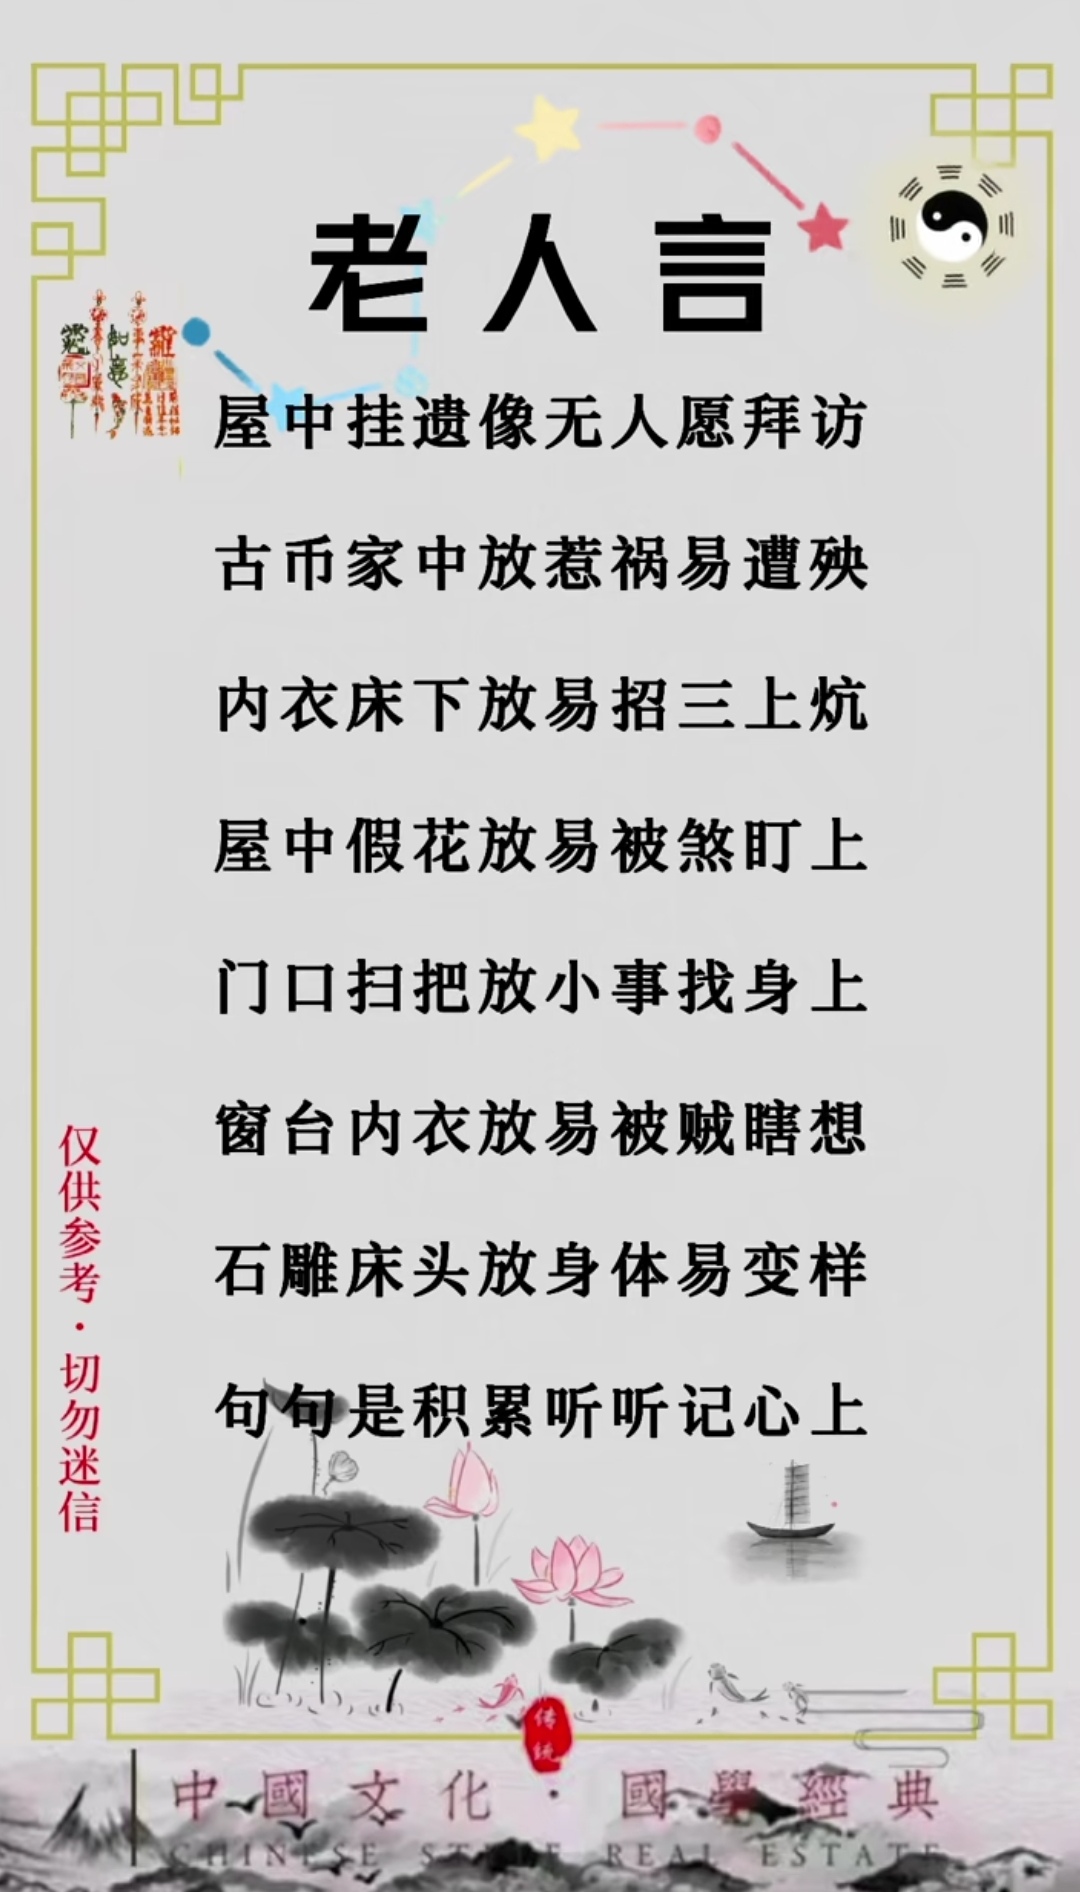 老人言
屋中挂遗像无人愿拜访
古币家中放惹祸易遭殃
内衣床下放易招三上炕
屋中假花放易被煞盯上
门口扫把放小事找身上
窗台内衣放易被贼瞎想
石雕床头放身体易变样
句句是积累听听记心上
仅供参考·切勿迷信
传统
中國文化·國學經典
CHINESE STYLE REAL ESTATE